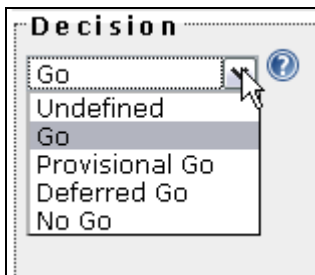 Decision
Go
?
Undefined
Go
Provisional Go
Deferred Go
No Go